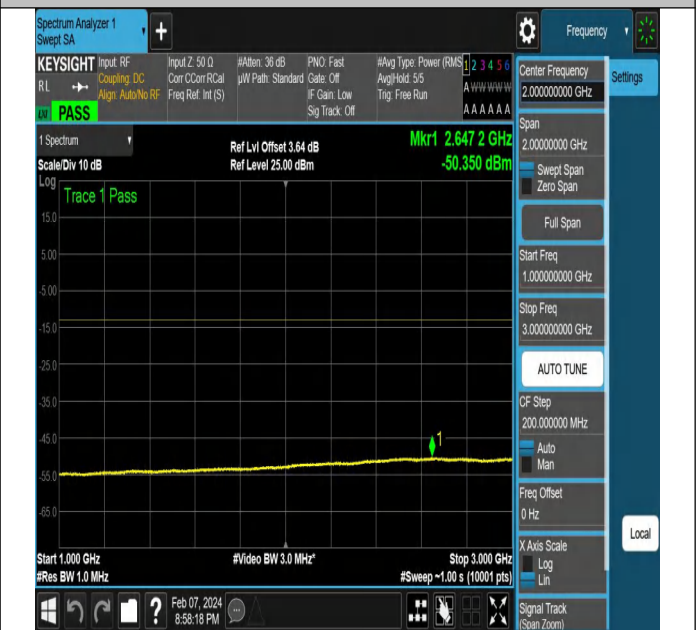 Spectrum Analyzer 1
Swept SA
+
Frequency
KEYSIGHT
RL
PASS
Input: RF
Coupling: DC
Align: Auto/No RF
Input Z: 50 Ω
Corr CCorr RCal
Freq Ref: Int (S)
#Atten: 36 dB
µW Path: Standard
PNO: Fast
Gate: Off
IF Gain: Low
Sig Track: Off
#Avg Type: Power (RMS
Avg|Hold: 5/5
Trig: Free Run
1 2 3 4 5 6
A W W W W W
A A A A A A
1 Spectrum
Scale/Div 10 dB
Ref Lvl Offset 3.64 dB
Ref Level 25.00 dBm
Mkr1 2.647 2 GHz
-50.350 dBm
Log
Trace 1 Pass
15.0
5.00
-5.00
-15.0
-25.0
-35.0
-45.0
-55.0
-65.0
1
Start 1.000 GHz
#Res BW 1.0 MHz
#Video BW 3.0 MHz*
Stop 3.000 GHz
#Sweep ~1.00 s (10001 pts)
Feb 07, 2024
8:58:18 PM
?
Center Frequency
2.000000000 GHz
Span
2.00000000 GHz
Swept Span
Zero Span
Full Span
Start Freq
1.000000000 GHz
Stop Freq
3.000000000 GHz
AUTO TUNE
CF Step
200.000000 MHz
Auto
Man
Freq Offset
0 Hz
X Axis Scale
Log
Lin
Signal Track
(Span Zoom)
Settings
Local